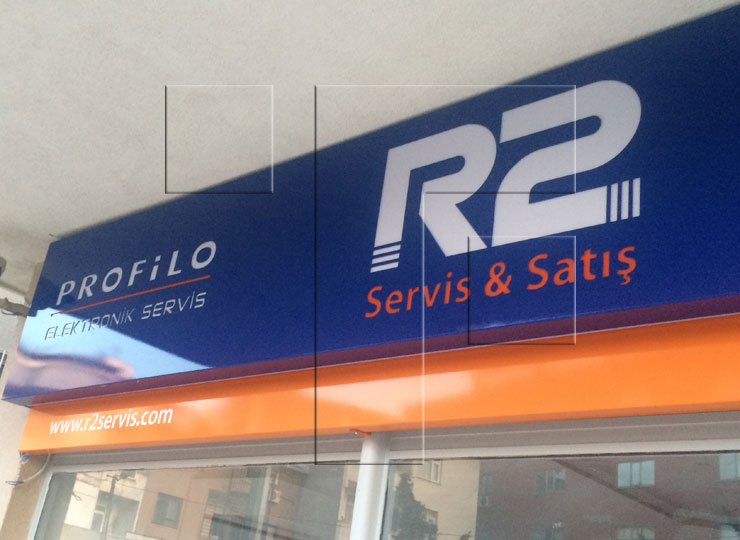 PROFiLO
ELEKTRONİK SERVİS
R2
Servis & Satış
www.r2servis.com